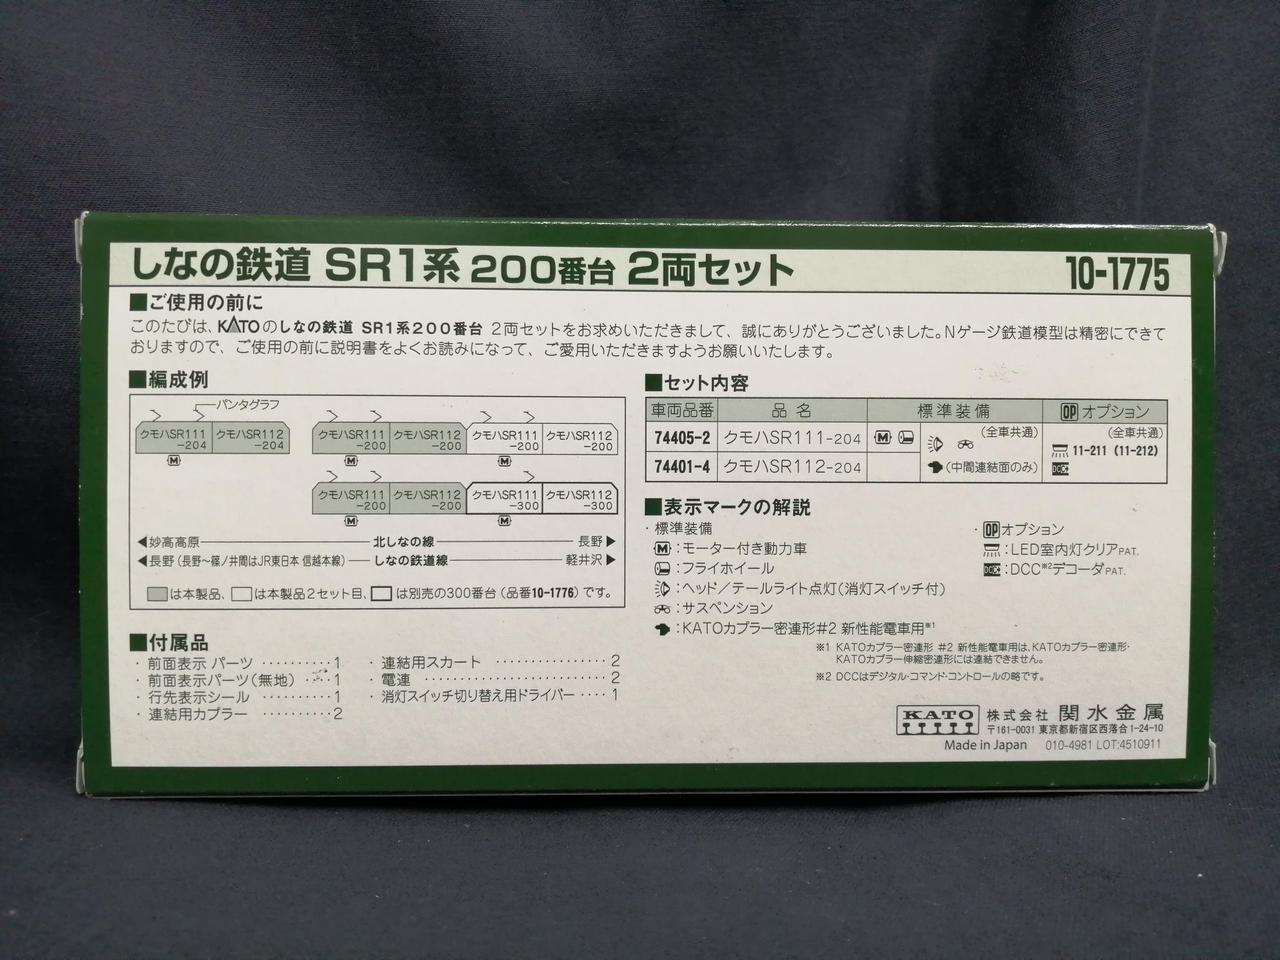 しなの鉄道 SR1系 200番台 2両セット 10-1775
■ご使用の前に
このたびは、KATOのしなの鉄道 SR1系200番台 2両セットをお求めいただきまして、誠にありがとうございました。Nゲージ鉄道模型は精密にできて
おりますので、ご使用の前に説明書をよくお読みになって、ご愛用いただきますようお願いいたします。
■編成例
パンタグラフ
クモハSR111-204 クモハSR112-204
M
クモハSR111-200 クモハSR112-200 クモハSR111-200 クモハSR112-200
M M
クモハSR111-200 クモハSR112-200 クモハSR111-300 クモハSR112-300
M M
◀妙高高原 北しなの線 長野▶
◀長野(長野〜篠ノ井間はJR東日本 信越本線) しなの鉄道線 軽井沢▶
は本製品、 は本製品2セット目、 は別売の300番台(品番10-1776)です。
■付属品
・前面表示 パーツ ・・・・・・・・・・1
・前面表示パーツ(無地) ・・・・1
・行先表示シール ・・・・・・・・・・1
・連結用カプラー ・・・・・・・・・・2
・連結用スカート ・・・・・・・・・・・・・・2
・電連 ・・・・・・・・・・・・・・・・・・・・・・2
・消灯スイッチ切り替え用ドライバー ・・・・1
■セット内容
車両品番 品 名 標準装備 OP オプション
74405-2 クモハSR111-204 M (全車共通) (全車共通)
11-211 (11-212)
74401-4 クモハSR112-204 (中間連結面のみ) DCC
■表示マークの解説
・標準装備
M:モーター付き動力車
:フライホイール
:ヘッド/テールライト点灯(消灯スイッチ付)
:サスペンション
:KATOカプラー密連形#2 新性能電車用※1
・OPオプション
:LED室内灯クリアPAT.
DCC:DCC※2デコーダPAT.
※1 KATOカプラー密連形 #2 新性能電車用は、KATOカプラー密連形・
KATOカプラー伸縮密連形には連結できません。
※2 DCCはデジタル・コマンド・コントロールの略です。
KATO 株式会社 関水金属
〒161-0031 東京都新宿区西落合1-24-10
Made in Japan 010-4981 LOT:4510911